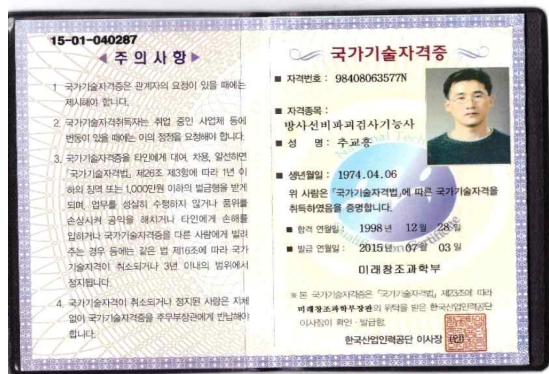 15-01-040287
◀ 주 의 사 항 ▶
1. 국가기술자격증은 관계자의 요청이 있을 때에는
제시해야 합니다.
2. 국가기술자격취득자는 취업 중인 사업체 등에
변동이 있을 때에는 이의 정정을 요청해야 합니다.
3. 국가기술자격증을 타인에게 대여, 차용, 알선하면
「국가기술자격법」 제26조 제3항에 따라 1년 이
하의 징역 또는 1,000만원 이하의 벌금형을 받게
되며, 업무를 성실히 수행하지 않거나 품위를
손상시켜 공익을 해치거나 타인에게 손해를
입히거나 국가기술자격증을 다른 사람에게 빌려
주는 경우 등에는 같은 법 제16조에 따라 국가
기술자격이 취소되거나 3년 이내의 범위에서
정지됩니다.
4. 국가기술자격이 취소되거나 정지된 사람은 지체
없이 국가기술자격증을 주무부장관에게 반납해야
합니다.
국가기술자격증
■ 자격번호 : 98408063577N
■ 자격종목 :
방사선비파괴검사기능사
■ 성 명 : 추교흥
■ 생년월일 : 1974.04.06
위 사람은 「국가기술자격법」에 따른 국가기술자격을
취득하였음을 증명합니다.
■ 합격 연월일 : 1998년 12월 28일
■ 발급 연월일 : 2015년 07월 03일
미래창조과학부
※ 본 국가기술자격증은 「국가기술자격법」 제23조에 따라
미래창조과학부장관의 위탁을 받은 한국산업인력공단
이사장이 확인·발급함.
한국산업인력공단 이사장 (인)